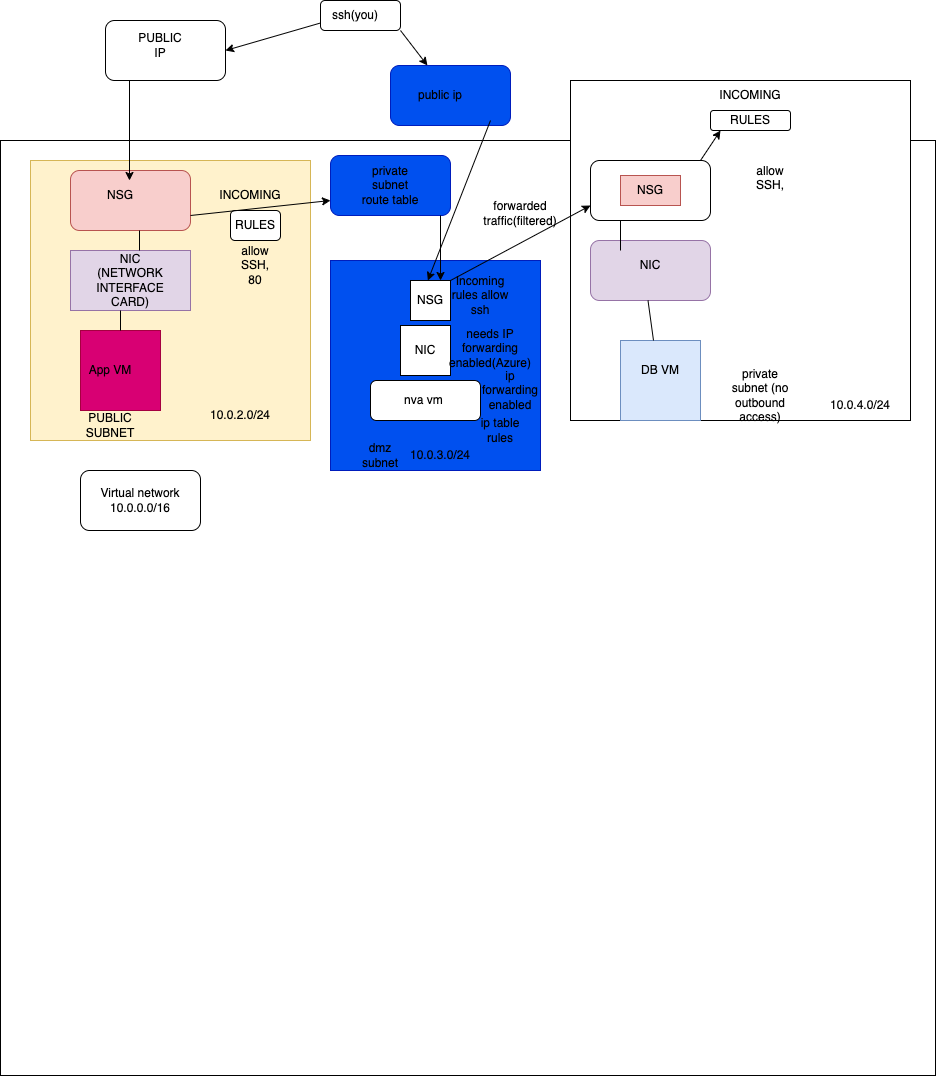 ssh(you)
PUBLIC
IP
public ip
INCOMING
RULES
allow
SSH,
NSG
NIC
DB VM
private
subnet (no
outbound
access)
10.0.4.0/24
NSG
INCOMING
RULES
allow
SSH,
80
NIC
(NETWORK
INTERFACE
CARD)
App VM
PUBLIC
SUBNET
10.0.2.0/24
private
subnet
route table
forwarded
traffic(filtered)
NSG
Incoming
rules allow
ssh
NIC
needs IP
forwarding
enabled(Azure)
ip
forwarding
enabled
nva vm
ip table
rules
dmz
subnet
10.0.3.0/24
Virtual network
10.0.0.0/16